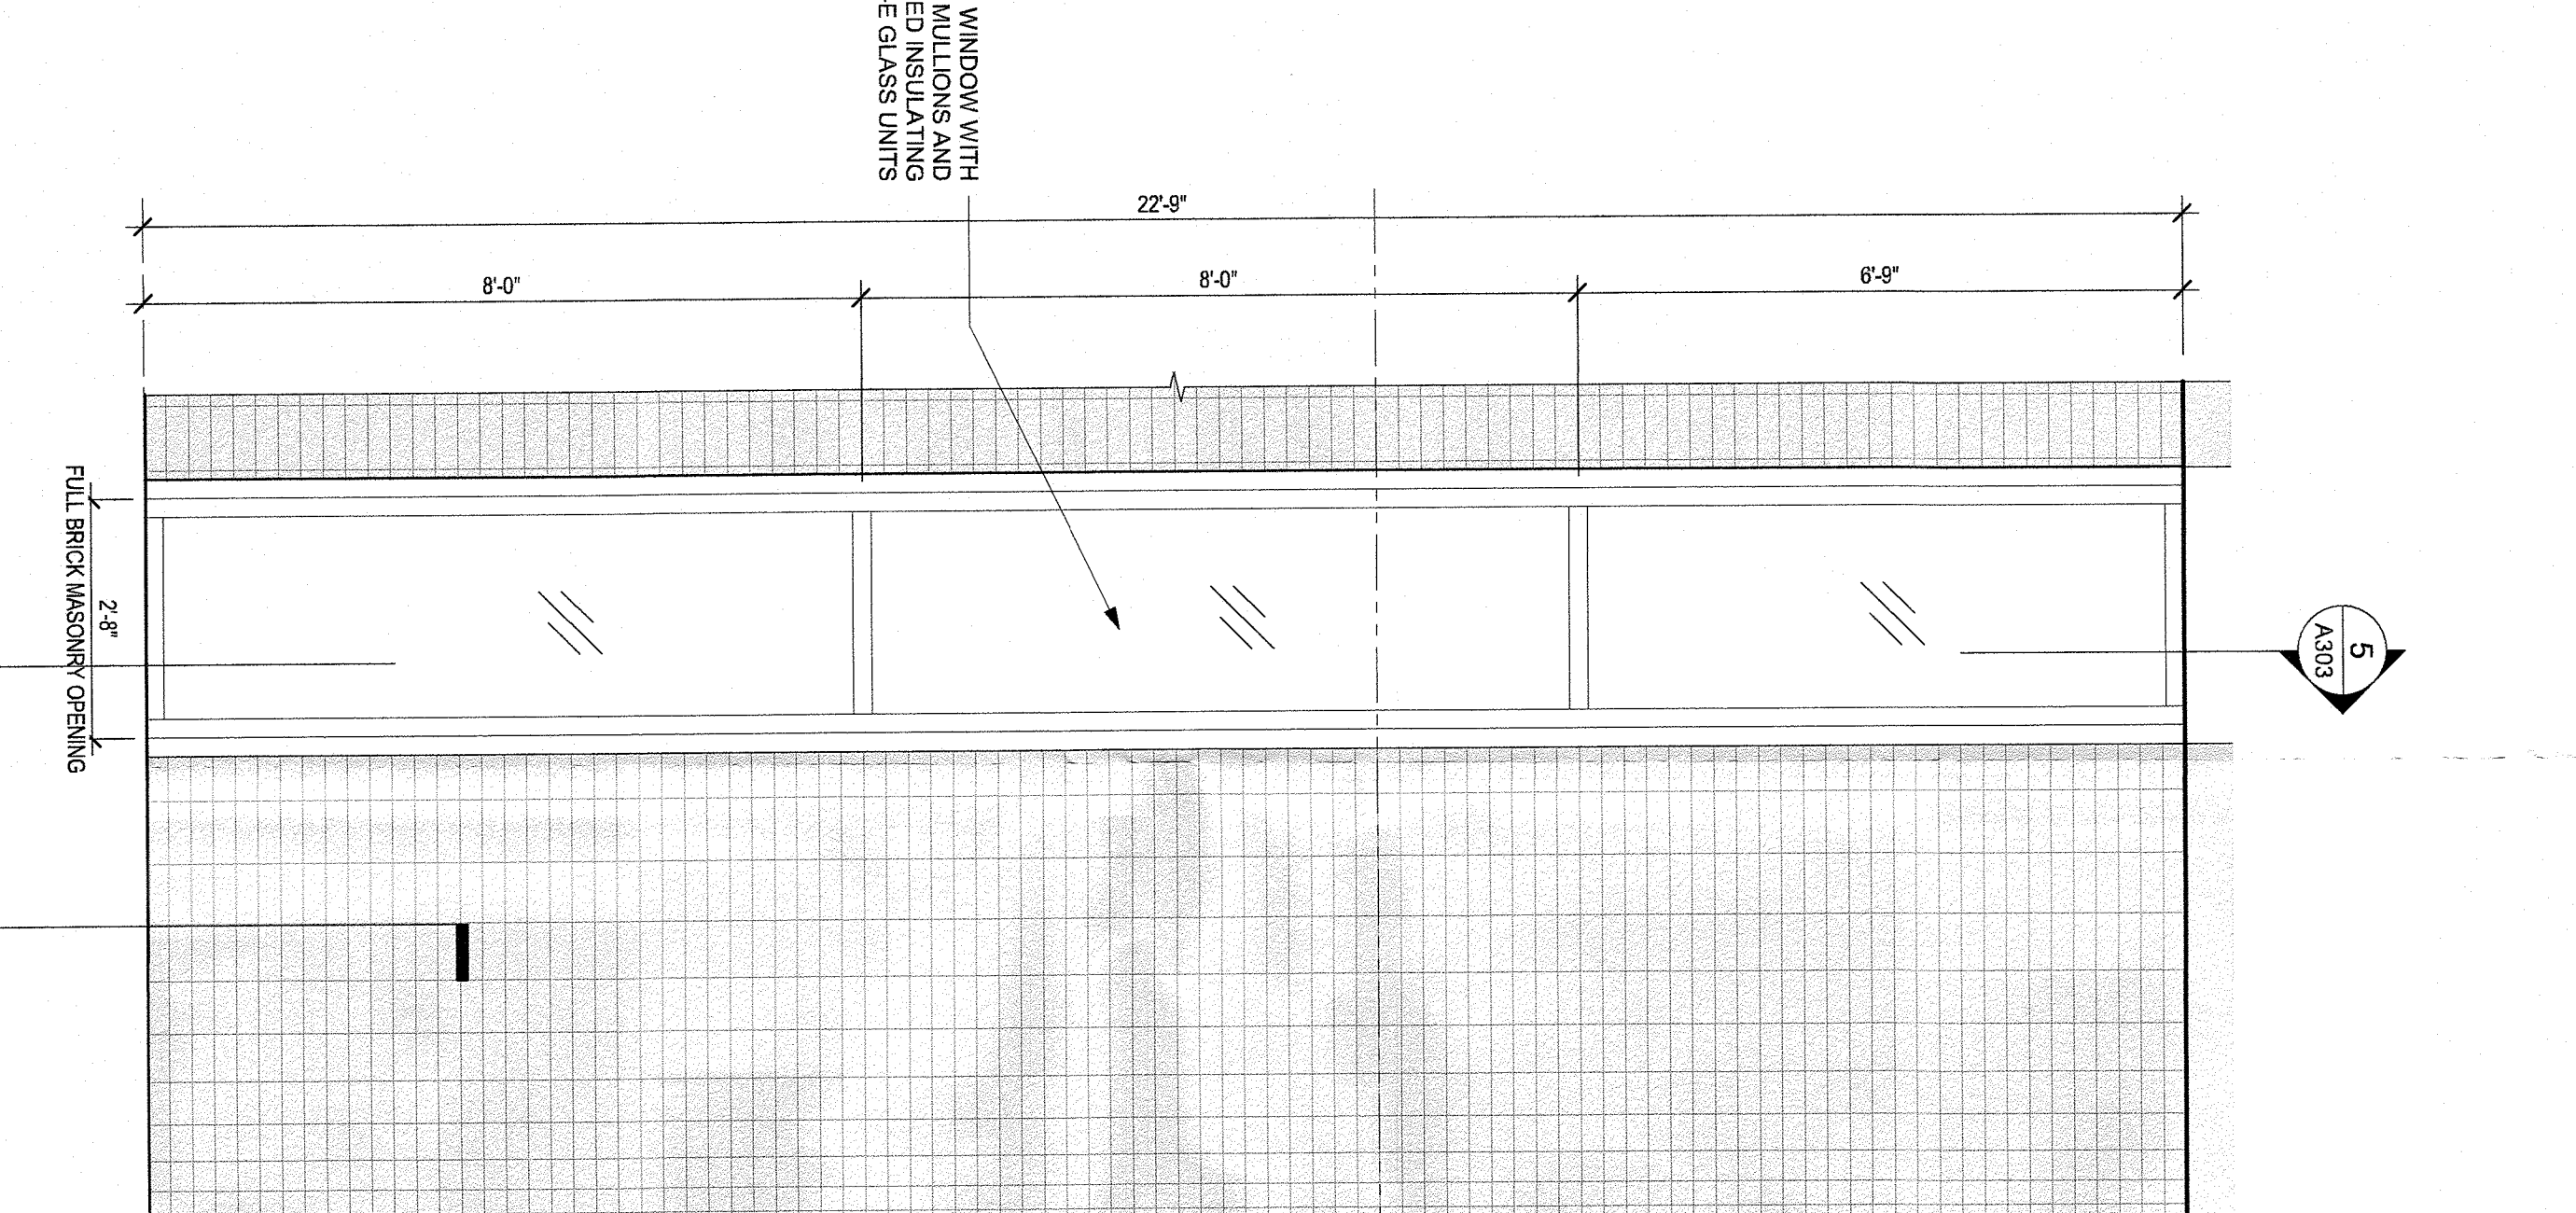 WINDOW WITH
MULLIONS AND
ED INSULATING
E GLASS UNITS
22'-9"
8'-0"
8'-0"
6'-9"
2'-8"
FULL BRICK MASONRY OPENING
5
A303